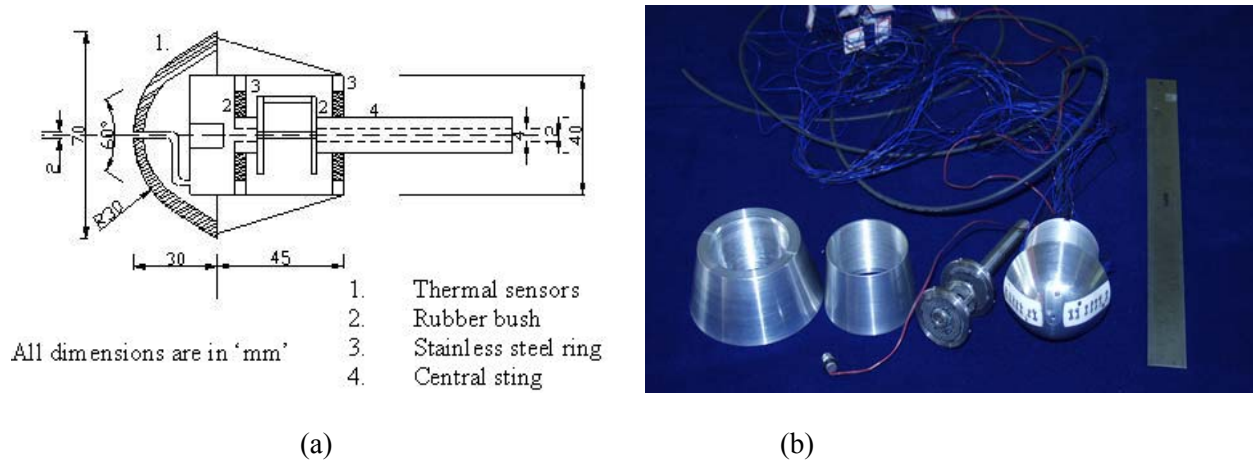 1.
3
3
2
2
4
2
60°
70
R30
4
12
40
30
45
1. Thermal sensors
2. Rubber bush
3. Stainless steel ring
4. Central sting
All dimensions are in ‘mm’
(a)
(b)